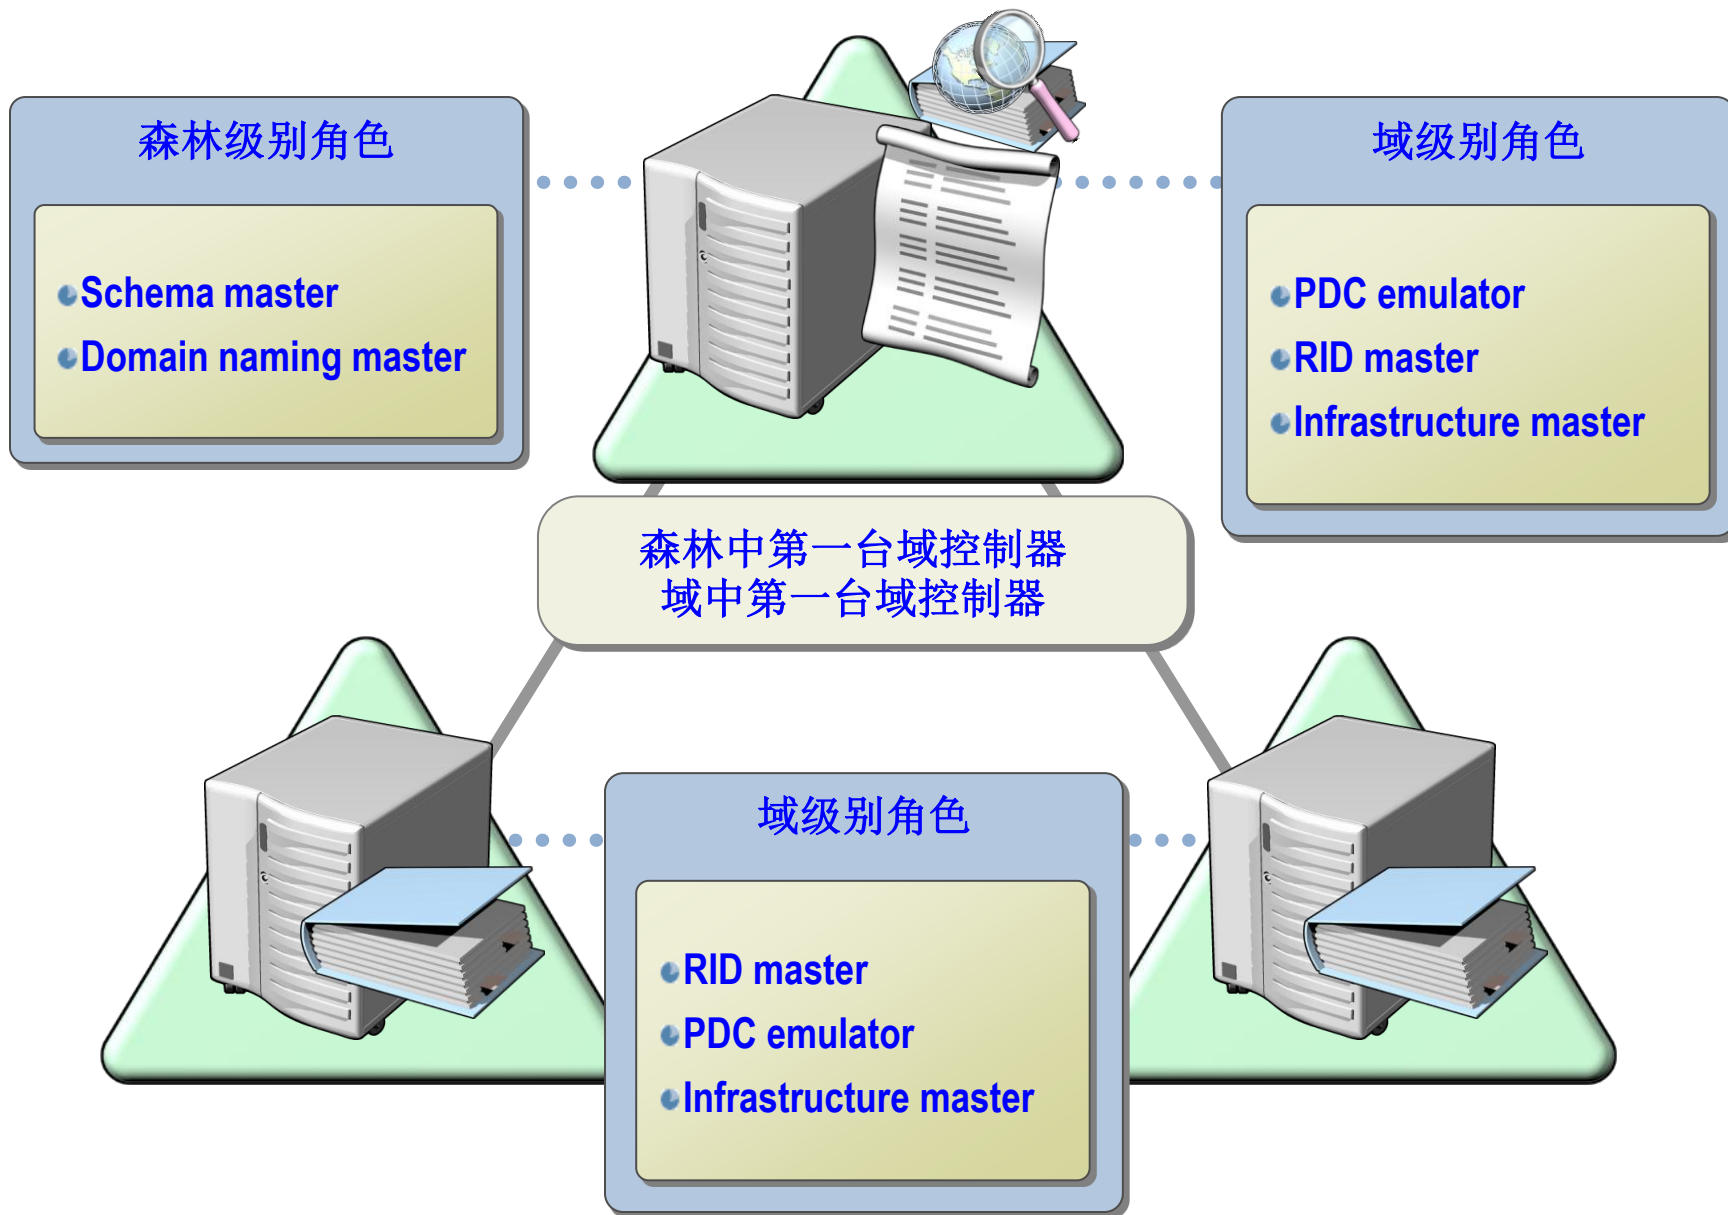 森林级别角色
Schema master
Domain naming master
域级别角色
PDC emulator
RID master
Infrastructure master
森林中第一台域控制器
域中第一台域控制器
域级别角色
RID master
PDC emulator
Infrastructure master